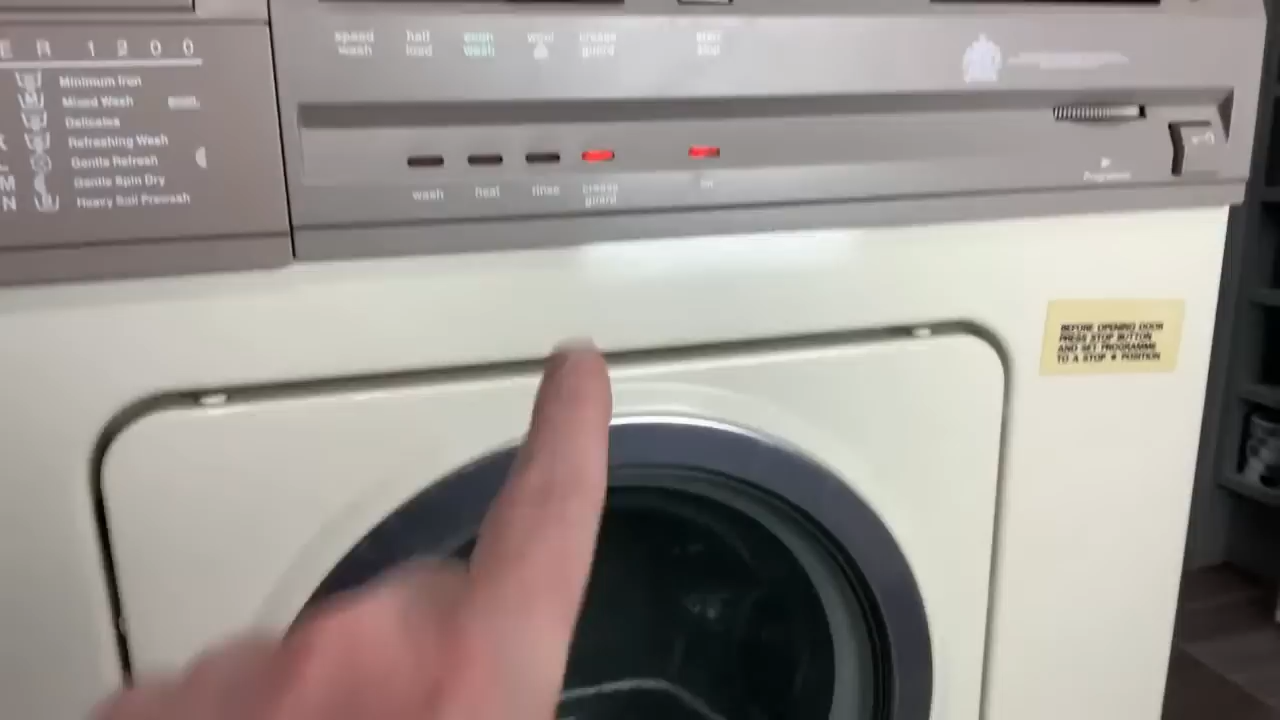 E R 1 2 0 0
Minimum Iron
Mixed Wash
Delicates
K Refreshing Wash
L Gentle Refresh
M Gentle Spin Dry
N Heavy Soil Prewash
speed wash
half load
econ wash
wool
crease guard
start stop
wash
heat
rinse
crease guard
on
Programme
BEFORE OPENING DOOR
PRESS STOP BUTTON
AND SET PROGRAMME
TO A STOP * POSITION